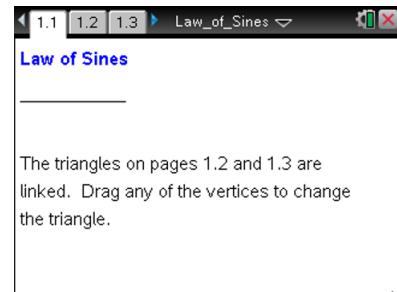 1.1 1.2 1.3 Law_of_Sines
Law of Sines
The triangles on pages 1.2 and 1.3 are
linked. Drag any of the vertices to change
the triangle.